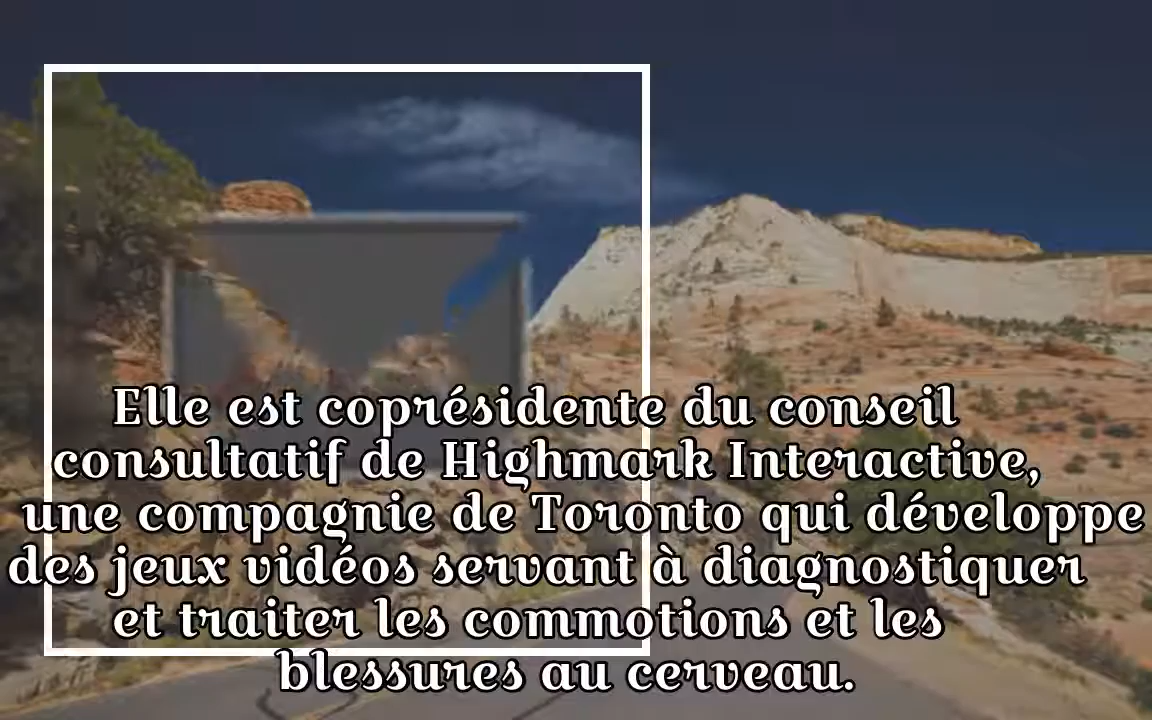 Elle est coprésidente du conseil
consultatif de Highmark Interactive,
une compagnie de Toronto qui développe
des jeux vidéos servant à diagnostiquer
et traiter les commotions et les
blessures au cerveau.